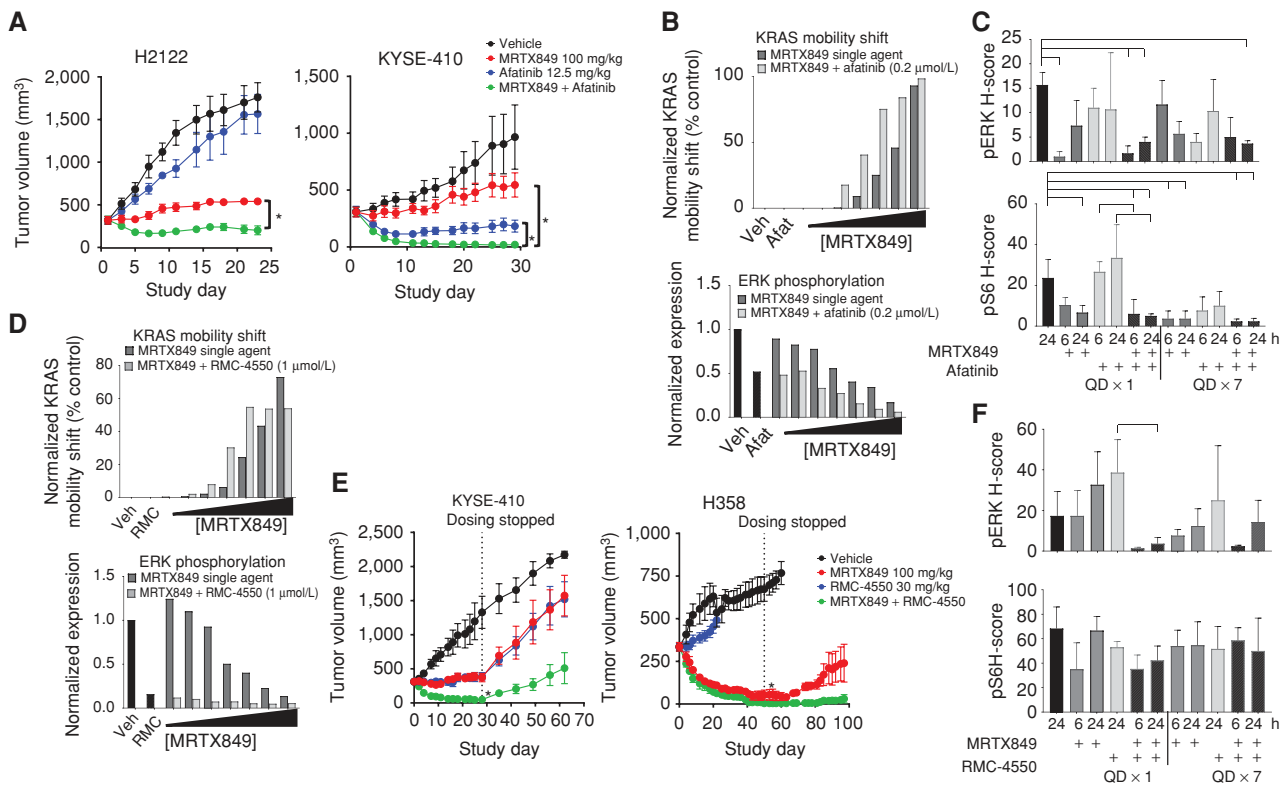 A
H2122
KYSE-410
Vehicle
MRTX849 100 mg/kg
Afatinib 12.5 mg/kg
MRTX849 + Afatinib
Tumor volume (mm³)
2,000
1,500
1,000
500
0
0 5 10 15 20 25
Study day
1,000
500
0
0 10 20 30
Study day
*
* *
B
KRAS mobility shift
MRTX849 single agent
MRTX849 + afatinib (0.2 μmol/L)
Normalized KRAS
mobility shift (% control)
100
50
0
Veh
Afat
[MRTX849]
ERK phosphorylation
MRTX849 single agent
MRTX849 + afatinib (0.2 μmol/L)
Normalized expression
1.5
1.0
0.5
0.0
Veh
Afat
[MRTX849]
C
pERK H-score
25
20
15
10
5
0
pS6 H-score
60
40
20
0
24 6 24 6 24 6 24 6 24 6 24 6 24 h
MRTX849 + + + + + + + +
Afatinib + + + + + + + +
QD × 1 QD × 7
D
KRAS mobility shift
MRTX849 single agent
MRTX849 + RMC-4550 (1 μmol/L)
Normalized KRAS
mobility shift (% control)
80
60
40
20
0
Veh
RMC
[MRTX849]
ERK phosphorylation
MRTX849 single agent
MRTX849 + RMC-4550 (1 μmol/L)
Normalized expression
1.5
1.0
0.5
0.0
Veh
RMC
[MRTX849]
E
KYSE-410
Dosing stopped
Tumor volume (mm³)
2,500
2,000
1,500
1,000
500
0
0 10 20 30 40 50 60 70
Study day
*
H358
Dosing stopped
Vehicle
MRTX849 100 mg/kg
RMC-4550 30 mg/kg
MRTX849 + RMC-4550
Tumor volume (mm³)
1,000
750
500
250
0
0 20 40 60 80 100
Study day
*
F
pERK H-score
60
40
20
0
pS6H-score
100
80
60
40
20
0
24 6 24 24 6 24 6 24 24 6 24 h
MRTX849 + + + + + + + +
RMC-4550 + + + + + +
QD × 1 QD × 7